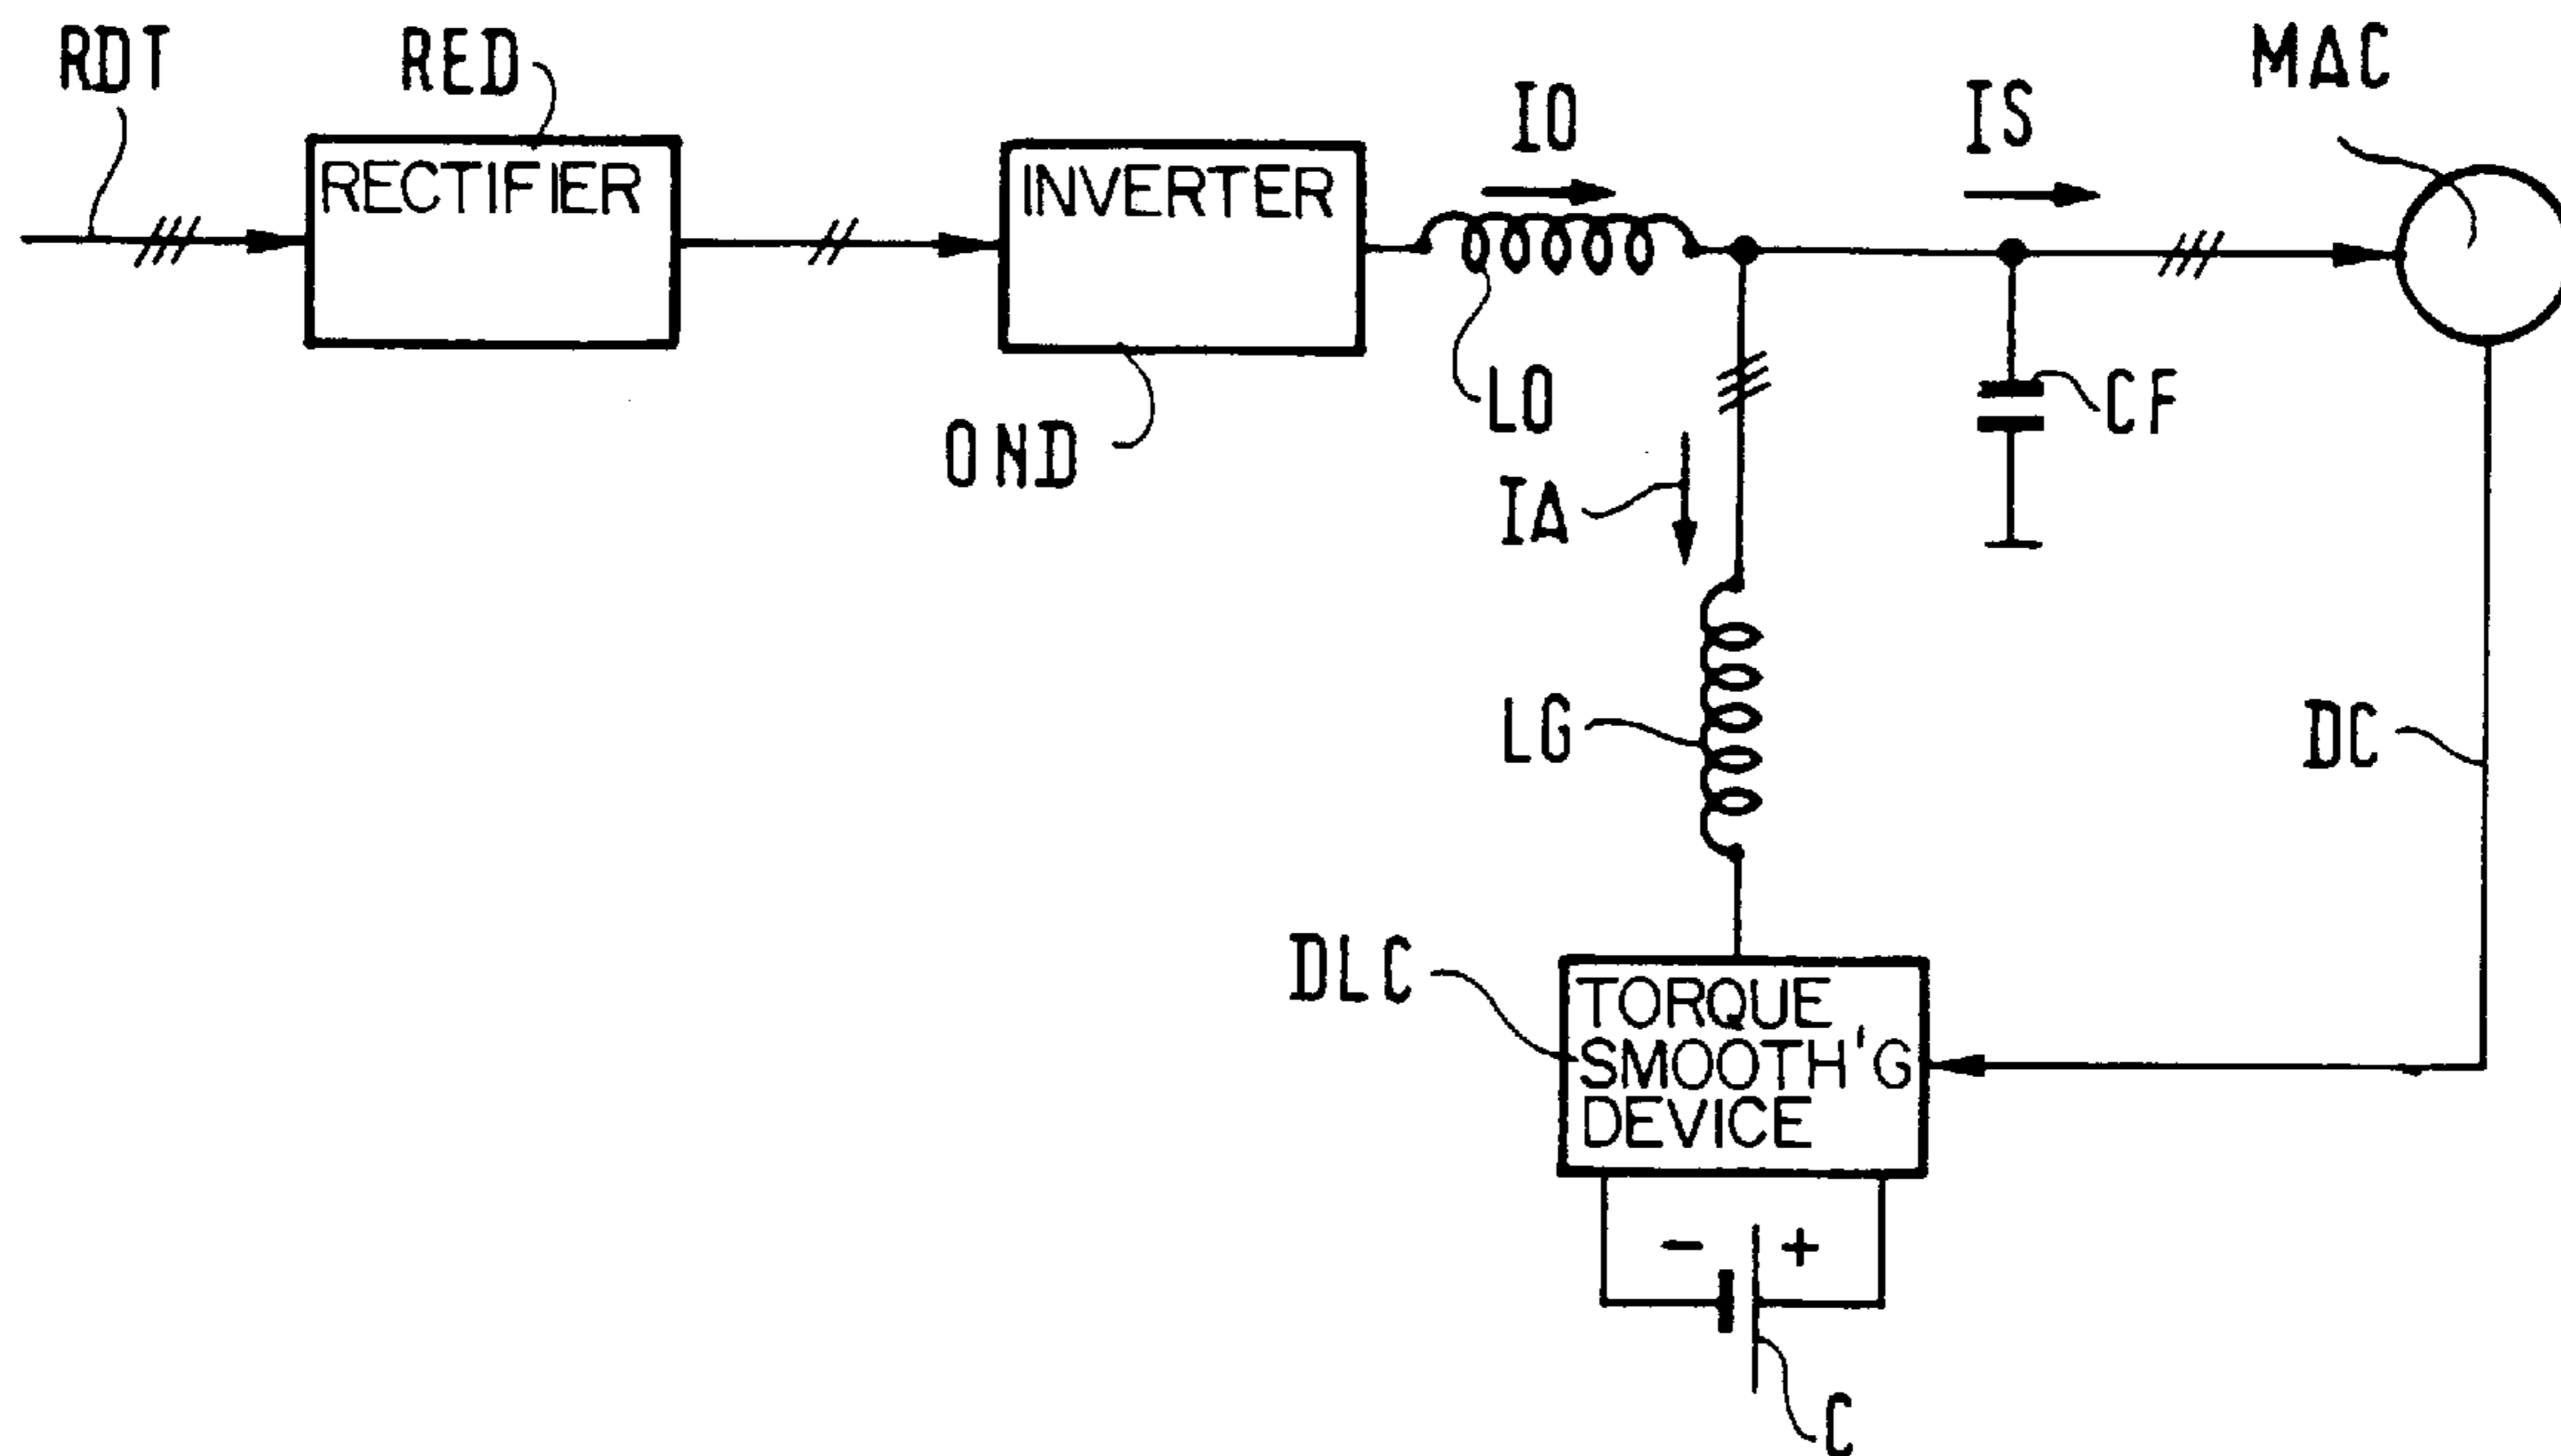 RDT
RED
RECTIFIER
INVERTER
OND
IO
LO
IS
MAC
CF
IA
LG
DC
DLC
TORQUE
SMOOTH'G
DEVICE
- +
C